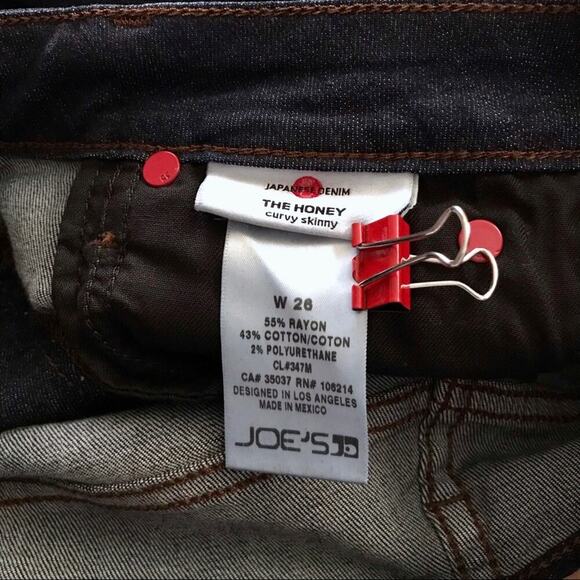 JAPANESE DENIM
THE HONEY
curvy skinny
W 26
55% RAYON
43% COTTON/COTON
2% POLYURETHANE
CL#347M
CA# 35037 RN# 106214
DESIGNED IN LOS ANGELES
MADE IN MEXICO
JOE'S